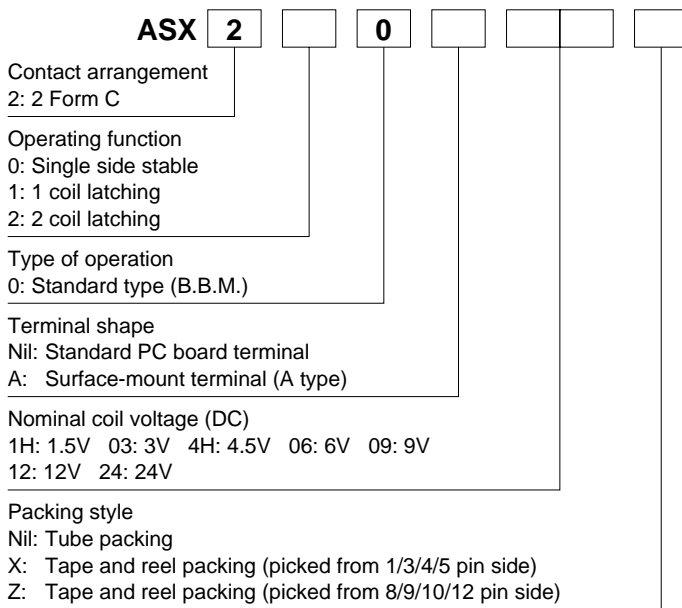 ASX 2 0
Contact arrangement
2: 2 Form C
Operating function
0: Single side stable
1: 1 coil latching
2: 2 coil latching
Type of operation
0: Standard type (B.B.M.)
Terminal shape
Nil: Standard PC board terminal
A: Surface-mount terminal (A type)
Nominal coil voltage (DC)
1H: 1.5V 03: 3V 4H: 4.5V 06: 6V 09: 9V
12: 12V 24: 24V
Packing style
Nil: Tube packing
X: Tape and reel packing (picked from 1/3/4/5 pin side)
Z: Tape and reel packing (picked from 8/9/10/12 pin side)